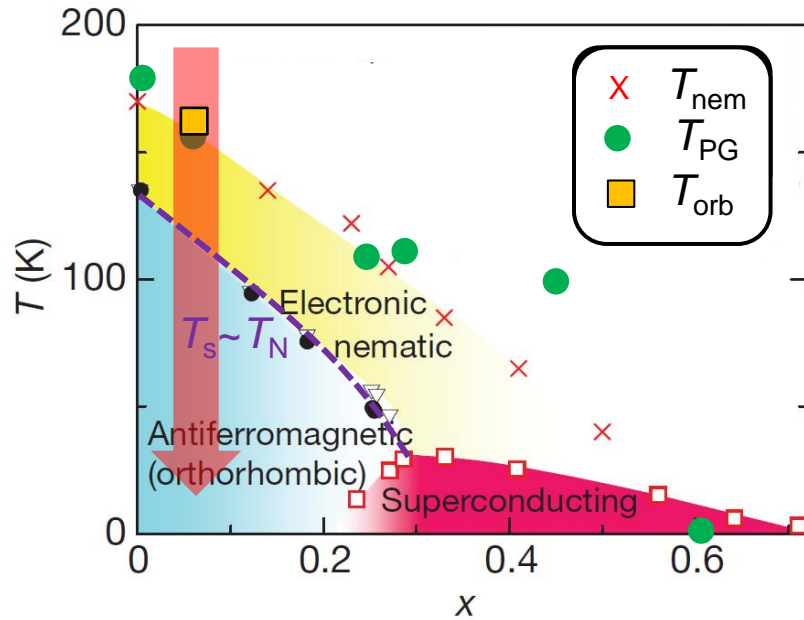 200
100
0
T (K)
0
0.2
0.4
0.6
x
T_nem
T_PG
T_orb
Electronic
nematic
T_s~T_N
Antiferromagnetic
(orthorhombic)
Superconducting